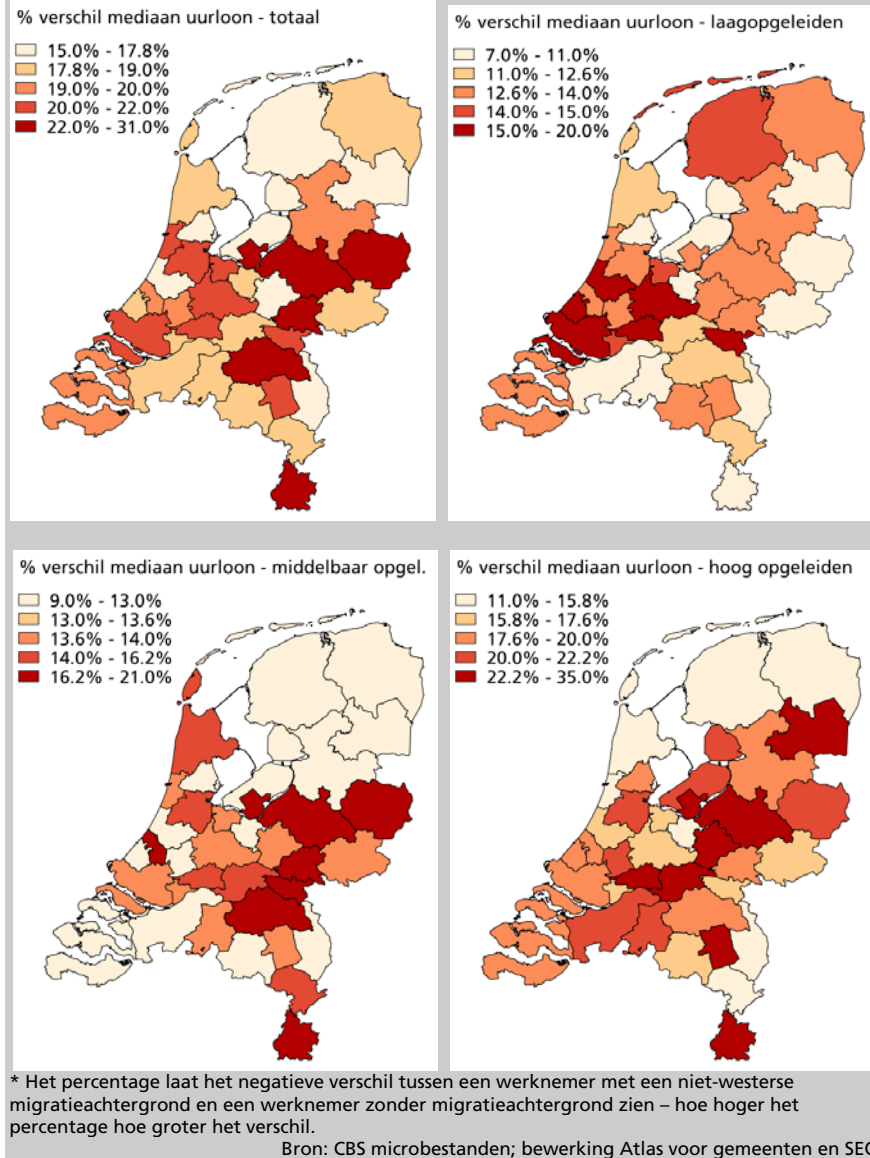 % verschil mediaan uurloon - totaal
15.0% - 17.8%
17.8% - 19.0%
19.0% - 20.0%
20.0% - 22.0%
22.0% - 31.0%
% verschil mediaan uurloon - laagopgeleiden
7.0% - 11.0%
11.0% - 12.6%
12.6% - 14.0%
14.0% - 15.0%
15.0% - 20.0%
% verschil mediaan uurloon - middelbaar opgel.
9.0% - 13.0%
13.0% - 13.6%
13.6% - 14.0%
14.0% - 16.2%
16.2% - 21.0%
% verschil mediaan uurloon - hoog opgeleiden
11.0% - 15.8%
15.8% - 17.6%
17.6% - 20.0%
20.0% - 22.2%
22.2% - 35.0%
* Het percentage laat het negatieve verschil tussen een werknemer met een niet-westerse
migratieachtergrond en een werknemer zonder migratieachtergrond zien – hoe hoger het
percentage hoe groter het verschil.
Bron: CBS microbestanden; bewerking Atlas voor gemeenten en SEO